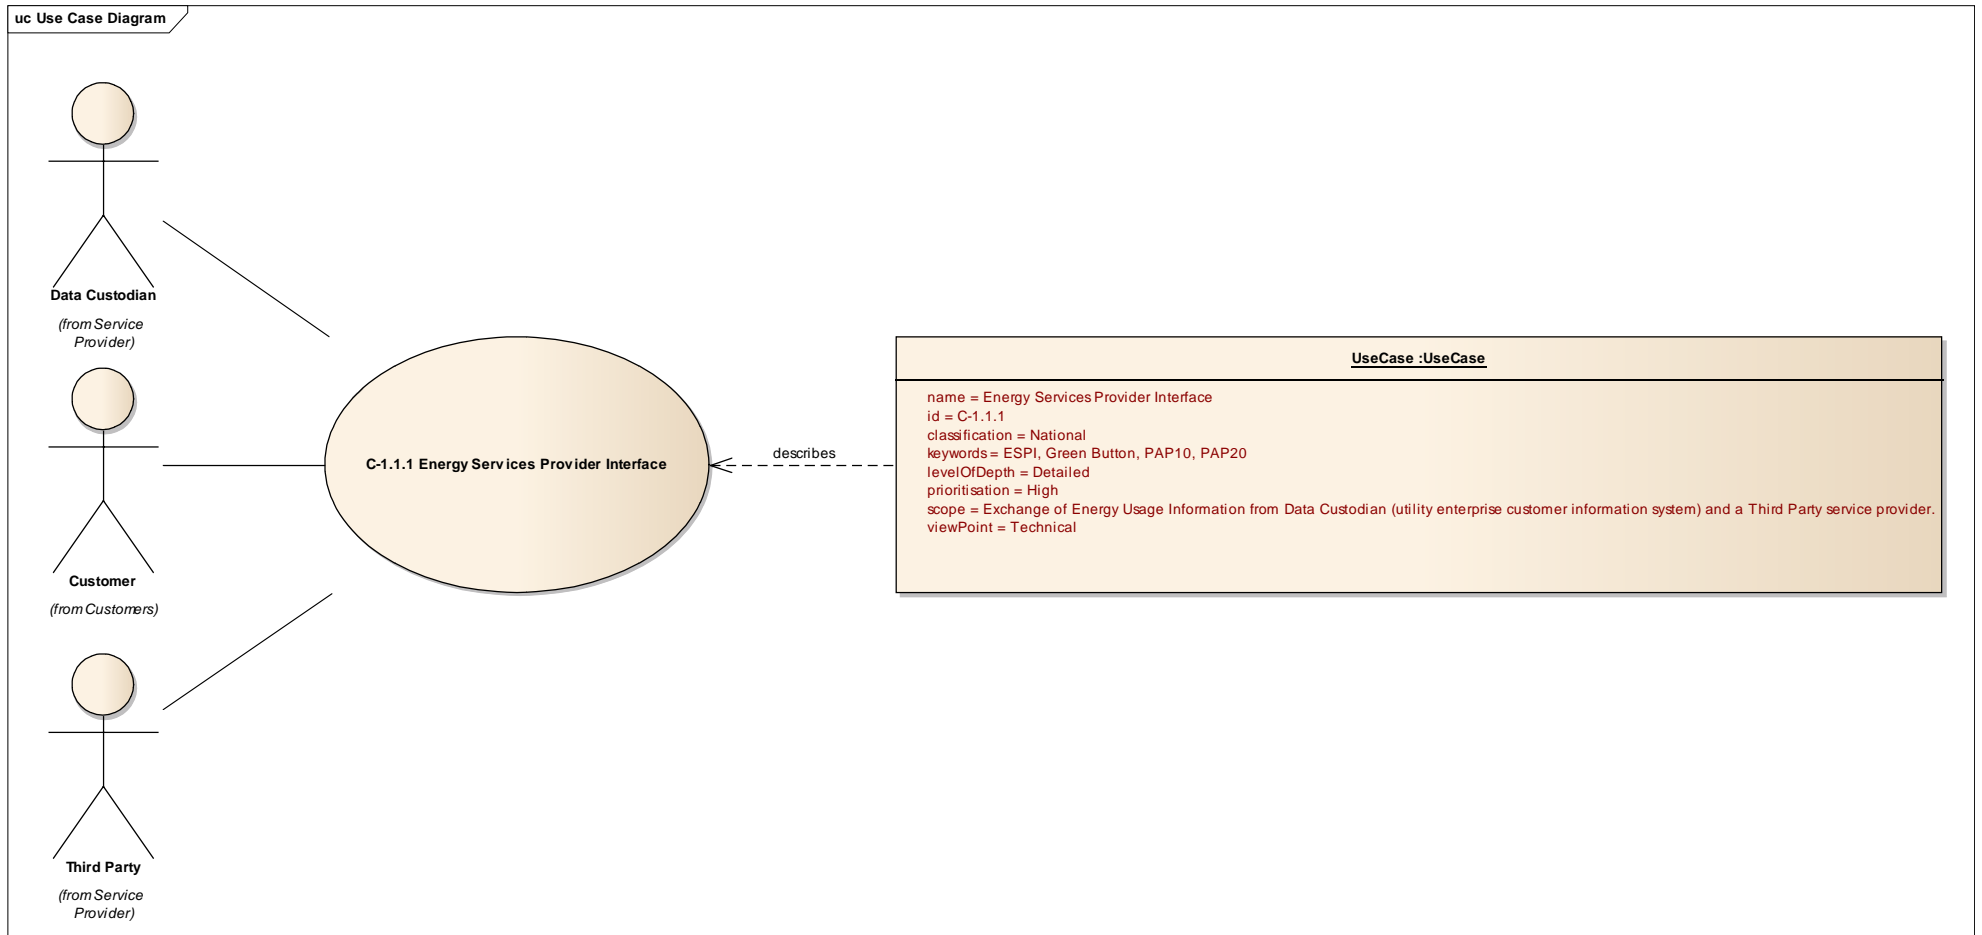 uc Use Case Diagram
Data Custodian
(from Service
Provider)
Customer
(from Customers)
Third Party
(from Service
Provider)
C-1.1.1 Energy Services Provider Interface
describes
UseCase :UseCase
name = Energy Services Provider Interface
id = C-1.1.1
classification = National
keywords = ESPI, Green Button, PAP10, PAP20
levelOfDepth = Detailed
prioritisation = High
scope = Exchange of Energy Usage Information from Data Custodian (utility enterprise customer information system) and a Third Party service provider.
viewPoint = Technical